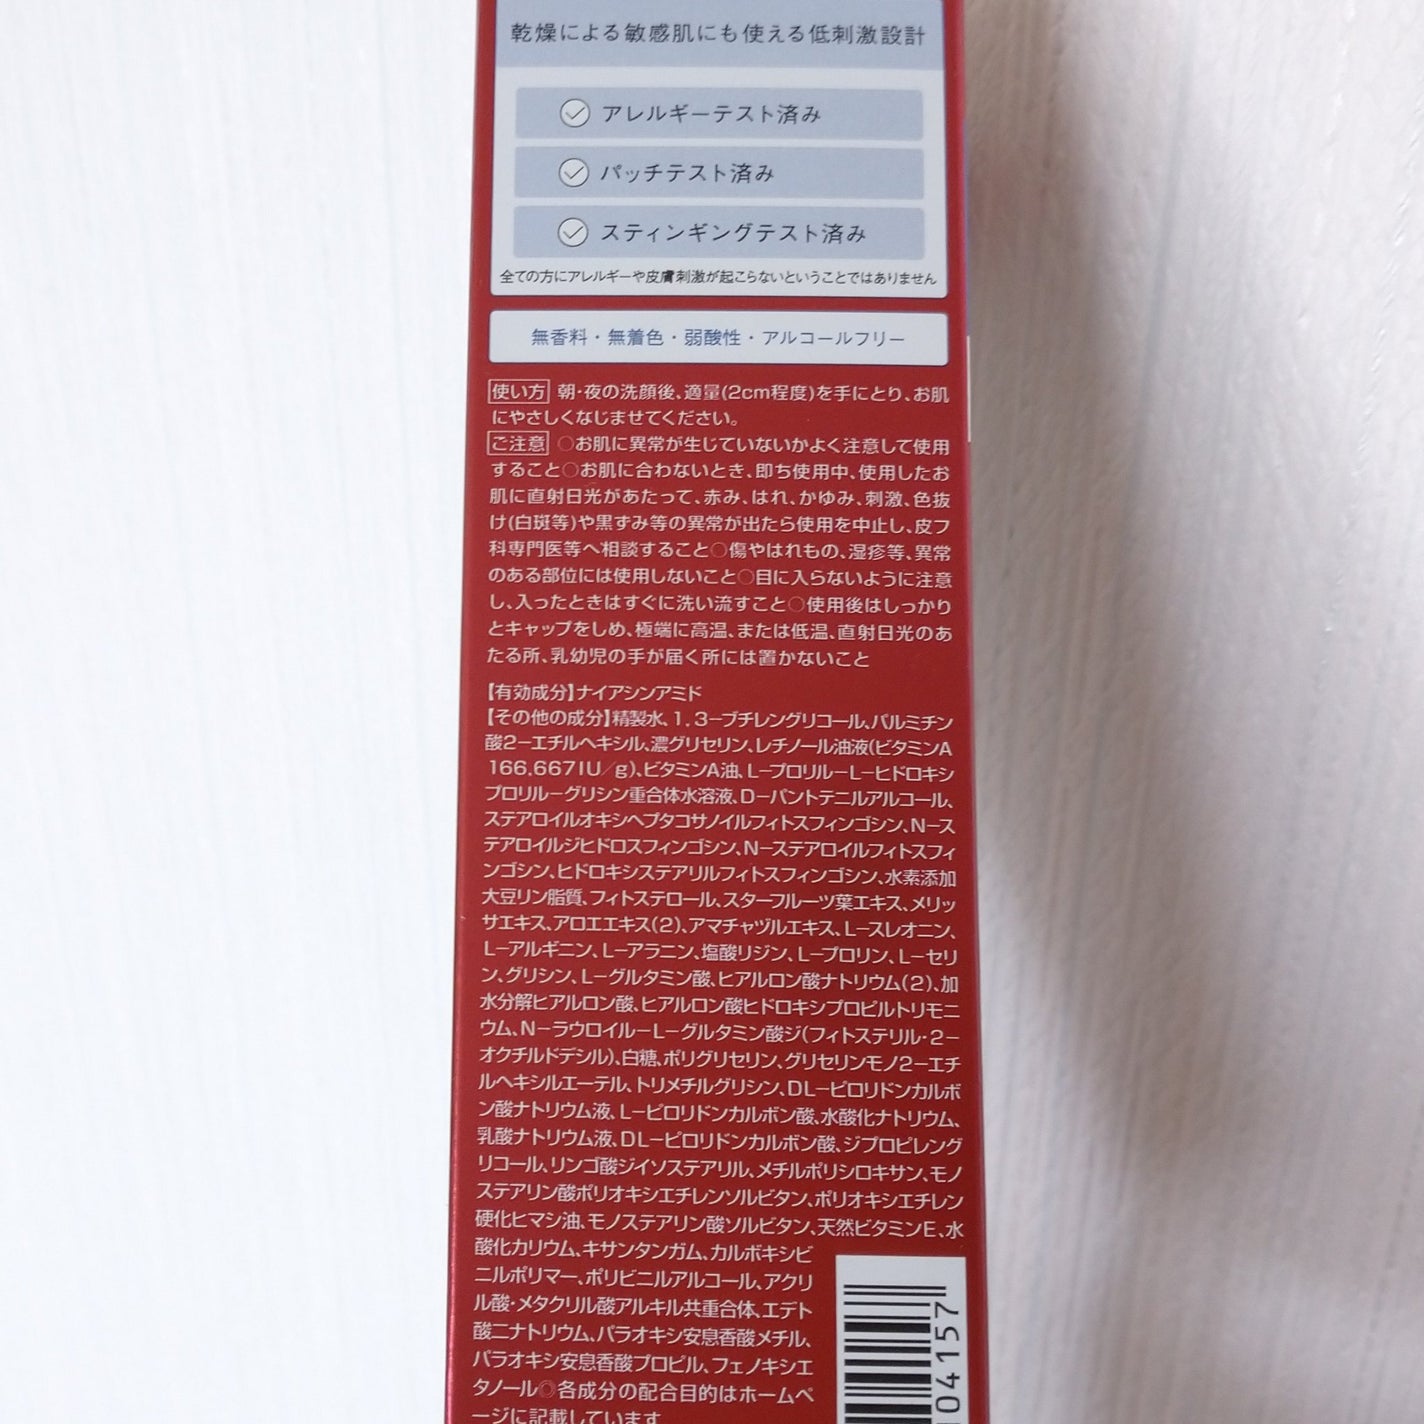 乾燥による敏感肌にも使える低刺激設計
アレルギーテスト済み
パッチテスト済み
スティンギングテスト済み
全ての方にアレルギーや皮膚刺激が起こらないということではありません
無香料・無着色・弱酸性・アルコールフリー
使い方 朝・夜の洗顔後、適量(2cm程度)を手にとり、お肌
にやさしくなじませてください。
ご注意 ○お肌に異常が生じていないかよく注意して使用
すること○お肌に合わないとき、即ち使用中、使用したお
肌に直射日光があたって、赤み、はれ、かゆみ、刺激、色抜
け(白斑等)や黒ずみ等の異常が出たら使用を中止し、皮フ
科専門医等へ相談すること○傷やはれもの、湿疹等、異常
のある部位には使用しないこと○目に入らないように注意
し、入ったときはすぐに洗い流すこと○使用後はしっかり
とキャップをしめ、極端に高温、または低温、直射日光のあ
たる所、乳幼児の手が届く所には置かないこと
【有効成分】ナイアシンアミド
【その他の成分】精製水、1,3−ブチレングリコール、パルミチン
酸2−エチルヘキシル、濃グリセリン、レチノール油液(ビタミンA
166,667IU/g)、ビタミンA油、L−プロリル−L−ヒドロキシ
プロリル−グリシン重合体水溶液、D−パントテニルアルコール、
ステアロイルオキシヘプタコサノイルフィトスフィンゴシン、N−ス
テアロイルジヒドロスフィンゴシン、N−ステアロイルフィトスフィ
ンゴシン、ヒドロキシステアリルフィトスフィンゴシン、水素添加
大豆リン脂質、フィトステロール、スターフルーツ葉エキス、メリッ
サエキス、アロエエキス(2)、アマチャヅルエキス、L−スレオニン、
L−アルギニン、L−アラニン、塩酸リジン、L−プロリン、L−セリ
ン、グリシン、L−グルタミン酸、ヒアルロン酸ナトリウム(2)、加
水分解ヒアルロン酸、ヒアルロン酸ヒドロキシプロピルトリモニ
ウム、N−ラウロイル−L−グルタミン酸ジ(フィトステリル・2−
オクチルドデシル)、白糖、ポリグリセリン、グリセリンモノ2−エチ
ルヘキシルエーテル、トリメチルグリシン、DL−ピロリドンカルボ
ン酸ナトリウム液、L−ピロリドンカルボン酸、水酸化ナトリウム、
乳酸ナトリウム液、DL−ピロリドンカルボン酸、ジプロピレング
リコール、リンゴ酸ジイソステアリル、メチルポリシロキサン、モノ
ステアリン酸ポリオキシエチレンソルビタン、ポリオキシエチレン
硬化ヒマシ油、モノステアリン酸ソルビタン、天然ビタミンE、水
酸化カリウム、キサンタンガム、カルボキシビ
ニルポリマー、ポリビニルアルコール、アクリ
ル酸・メタクリル酸アルキル共重合体、エデト
酸二ナトリウム、パラオキシ安息香酸メチル、
パラオキシ安息香酸プロピル、フェノキシエ
タノール◎各成分の配合目的はホームペ
ージに記載しています
04157